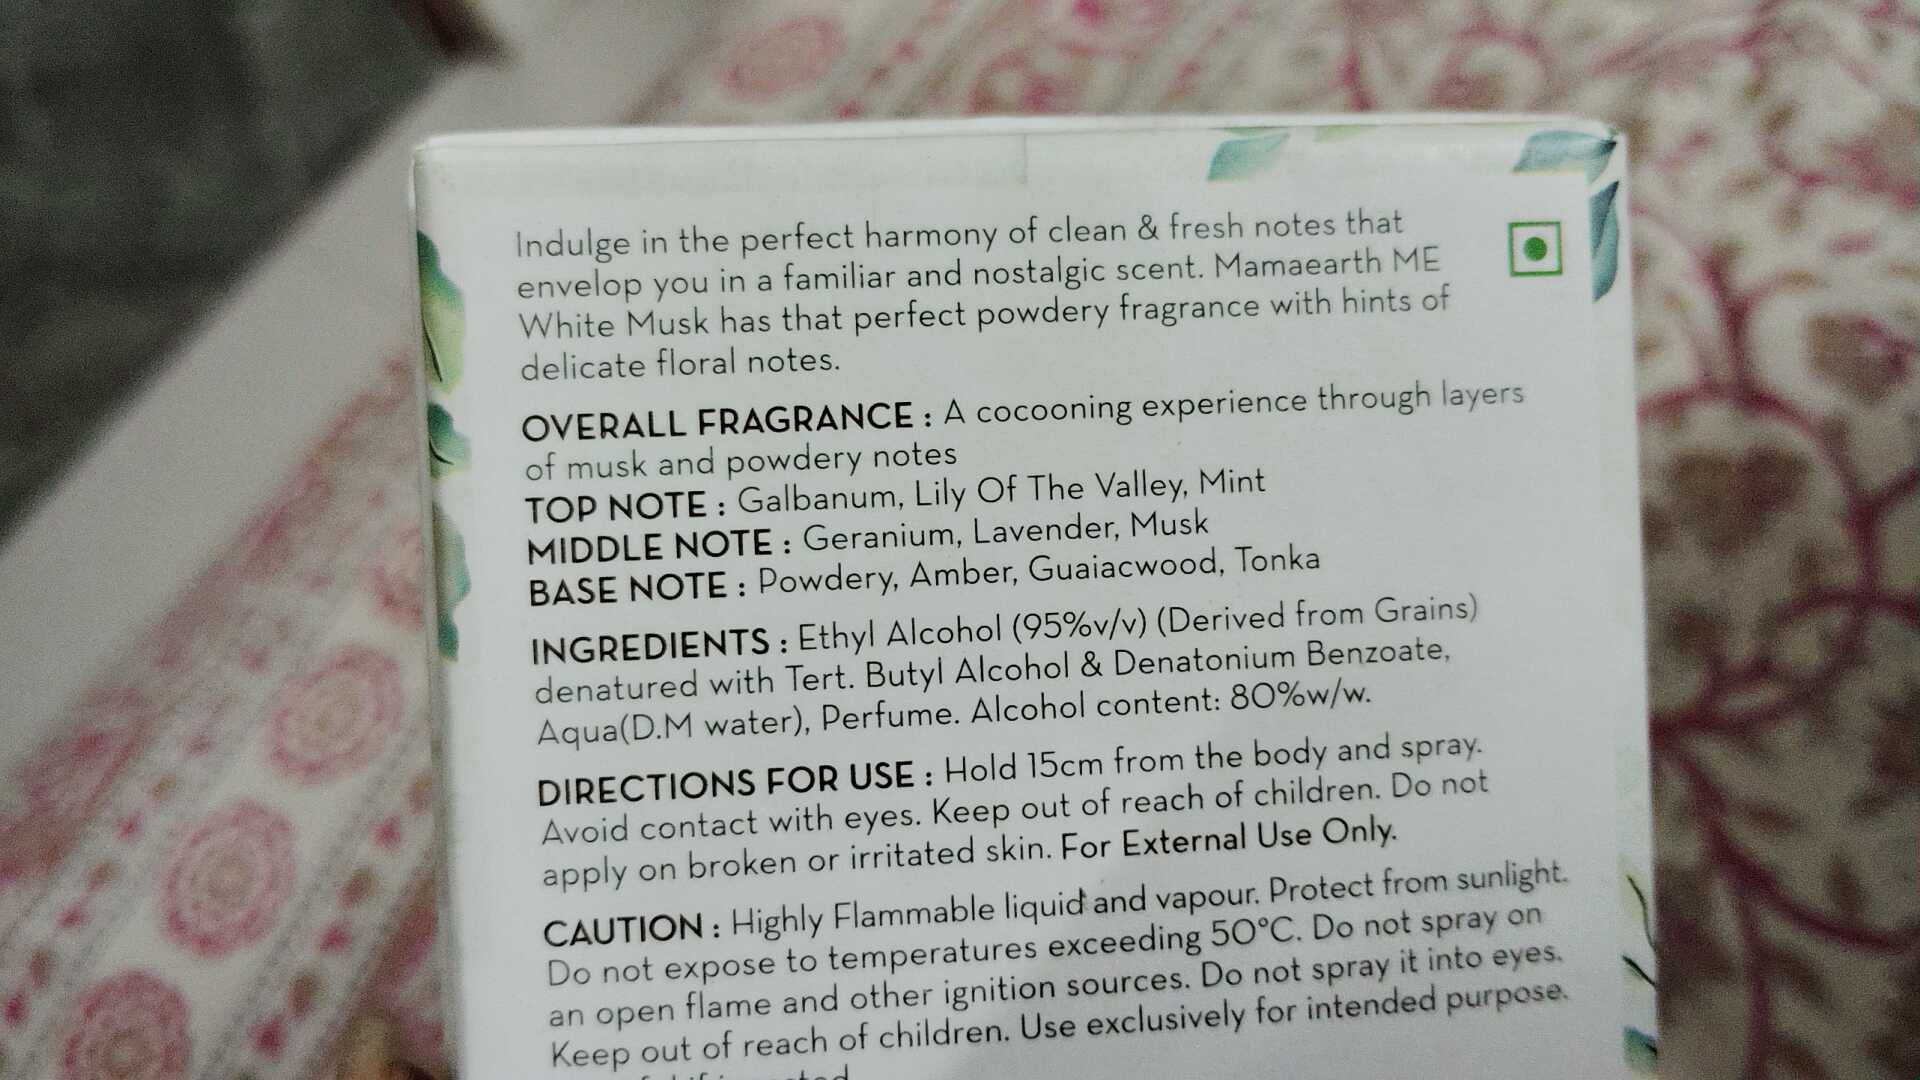 Indulge in the perfect harmony of clean & fresh notes that
envelop you in a familiar and nostalgic scent. Mamaearth ME
White Musk has that perfect powdery fragrance with hints of
delicate floral notes.
OVERALL FRAGRANCE : A cocooning experience through layers
of musk and powdery notes
TOP NOTE : Galbanum, Lily Of The Valley, Mint
MIDDLE NOTE : Geranium, Lavender, Musk
BASE NOTE : Powdery, Amber, Guaiacwood, Tonka
INGREDIENTS : Ethyl Alcohol (95%v/v) (Derived from Grains)
denatured with Tert. Butyl Alcohol & Denatonium Benzoate,
Aqua(D.M water), Perfume. Alcohol content: 80%w/w.
DIRECTIONS FOR USE : Hold 15cm from the body and spray.
Avoid contact with eyes. Keep out of reach of children. Do not
apply on broken or irritated skin. For External Use Only.
CAUTION : Highly Flammable liquid and vapour. Protect from sunlight.
Do not expose to temperatures exceeding 50°C. Do not spray on
an open flame and other ignition sources. Do not spray it into eyes.
Keep out of reach of children. Use exclusively for intended purpose.